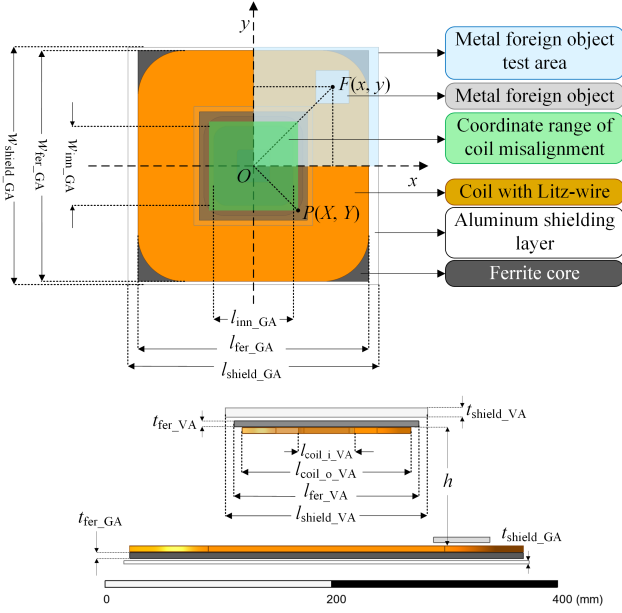 y
x
O
F(x, y)
P(X, Y)
Wshield_GA
Wfer_GA
Winn_GA
linn_GA
lfer_GA
lshield_GA
Metal foreign object
test area
Metal foreign object
Coordinate range of
coil misalignment
Coil with Litz-wire
Aluminum shielding
layer
Ferrite core
tfer_VA
tshield_VA
lcoil_i_VA
lcoil_o_VA
lfer_VA
lshield_VA
h
tfer_GA
tshield_GA
0
200
400 (mm)